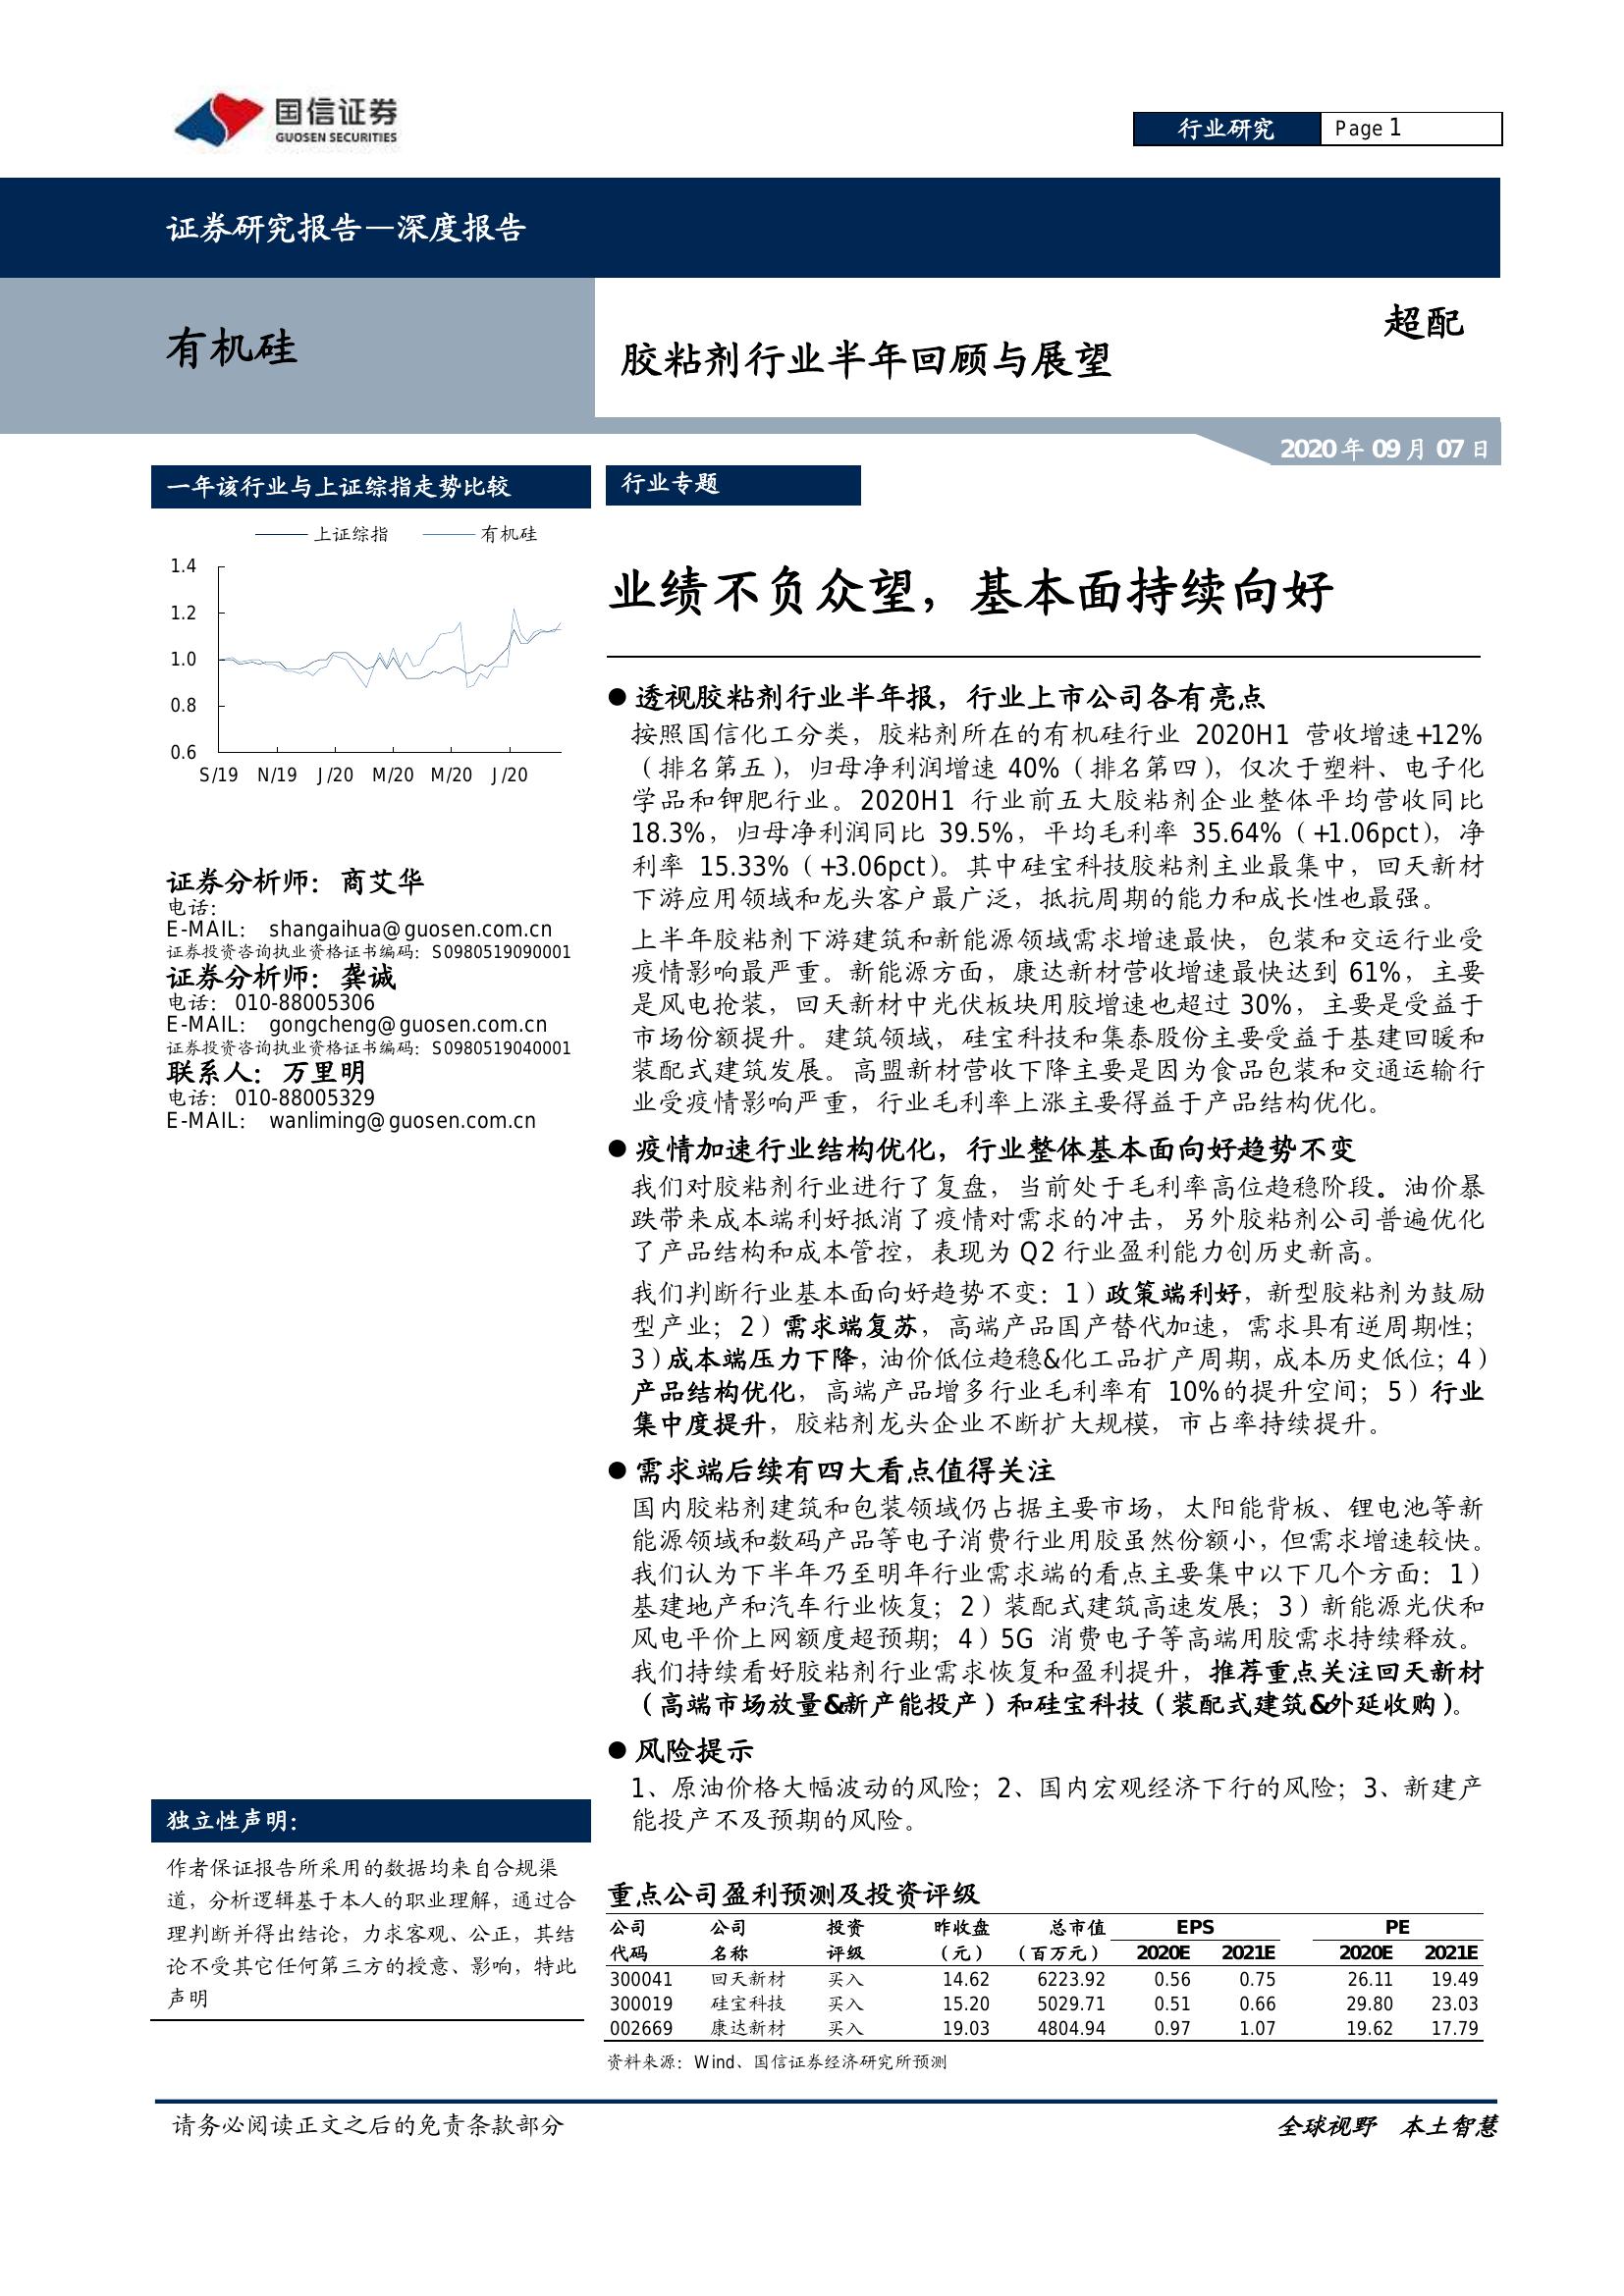 国信证券
GUOSEN SECURITIES
行业研究
Page 1
证券研究报告—深度报告
有机硅
超配
胶粘剂行业半年回顾与展望
2020年09月07日
一年该行业与上证综指走势比较
上证综指 有机硅
1.4
1.2
1.0
0.8
0.6
S/19 N/19 J/20 M/20 M/20 J/20
证券分析师：商艾华
电话：
E-MAIL： shangaihua@guosen.com.cn
证券投资咨询执业资格证书编码：S0980519090001
证券分析师：龚诚
电话：010-88005306
E-MAIL： gongcheng@guosen.com.cn
证券投资咨询执业资格证书编码：S0980519040001
联系人：万里明
电话：010-88005329
E-MAIL： wanliming@guosen.com.cn
独立性声明：
作者保证报告所采用的数据均来自合规渠
道，分析逻辑基于本人的职业理解，通过合
理判断并得出结论，力求客观、公正，其结
论不受其它任何第三方的授意、影响，特此
声明
行业专题
业绩不负众望，基本面持续向好
●透视胶粘剂行业半年报，行业上市公司各有亮点
按照国信化工分类，胶粘剂所在的有机硅行业 2020H1 营收增速+12%
（排名第五），归母净利润增速 40%（排名第四），仅次于塑料、电子化
学品和钾肥行业。2020H1 行业前五大胶粘剂企业整体平均营收同比
18.3%，归母净利润同比 39.5%，平均毛利率 35.64%（+1.06pct），净
利率 15.33%（+3.06pct）。其中硅宝科技胶粘剂主业最集中，回天新材
下游应用领域和龙头客户最广泛，抵抗周期的能力和成长性也最强。
上半年胶粘剂下游建筑和新能源领域需求增速最快，包装和交运行业受
疫情影响最严重。新能源方面，康达新材营收增速最快达到 61%，主要
是风电抢装，回天新材中光伏板块用胶增速也超过 30%，主要是受益于
市场份额提升。建筑领域，硅宝科技和集泰股份主要受益于基建回暖和
装配式建筑发展。高盟新材营收下降主要是因为食品包装和交通运输行
业受疫情影响严重，行业毛利率上涨主要得益于产品结构优化。
●疫情加速行业结构优化，行业整体基本面向好趋势不变
我们对胶粘剂行业进行了复盘，当前处于毛利率高位趋稳阶段。油价暴
跌带来成本端利好抵消了疫情对需求的冲击，另外胶粘剂公司普遍优化
了产品结构和成本管控，表现为 Q2 行业盈利能力创历史新高。
我们判断行业基本面向好趋势不变：1）政策端利好，新型胶粘剂为鼓励
型产业；2）需求端复苏，高端产品国产替代加速，需求具有逆周期性；
3）成本端压力下降，油价低位趋稳&化工品扩产周期，成本历史低位；4）
产品结构优化，高端产品增多行业毛利率有 10%的提升空间；5）行业
集中度提升，胶粘剂龙头企业不断扩大规模，市占率持续提升。
●需求端后续有四大看点值得关注
国内胶粘剂建筑和包装领域仍占据主要市场，太阳能背板、锂电池等新
能源领域和数码产品等电子消费行业用胶虽然份额小，但需求增速较快。
我们认为下半年乃至明年行业需求端的看点主要集中以下几个方面：1）
基建地产和汽车行业恢复；2）装配式建筑高速发展；3）新能源光伏和
风电平价上网额度超预期；4）5G 消费电子等高端用胶需求持续释放。
我们持续看好胶粘剂行业需求恢复和盈利提升，推荐重点关注回天新材
（高端市场放量&新产能投产）和硅宝科技（装配式建筑&外延收购）。
●风险提示
1、原油价格大幅波动的风险；2、国内宏观经济下行的风险；3、新建产
能投产不及预期的风险。
重点公司盈利预测及投资评级
公司 公司 投资 昨收盘 总市值 EPS PE
代码 名称 评级 （元） （百万元） 2020E 2021E 2020E 2021E
300041 回天新材 买入 14.62 6223.92 0.56 0.75 26.11 19.49
300019 硅宝科技 买入 15.20 5029.71 0.51 0.66 29.80 23.03
002669 康达新材 买入 19.03 4804.94 0.97 1.07 19.62 17.79
资料来源：Wind、国信证券经济研究所预测
请务必阅读正文之后的免责条款部分
全球视野 本土智慧